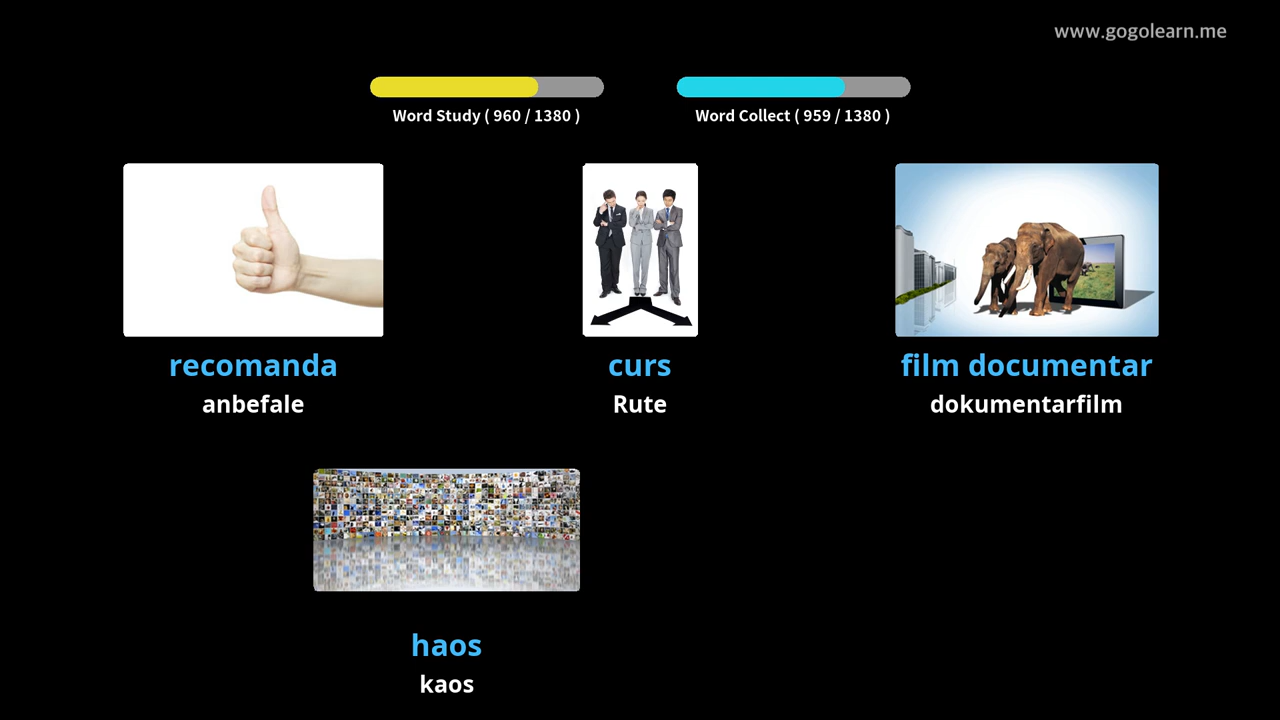 www.gogolearn.me
Word Study ( 960 / 1380 )
Word Collect ( 959 / 1380 )
recomanda
anbefale
curs
Rute
film documentar
dokumentarfilm
haos
kaos